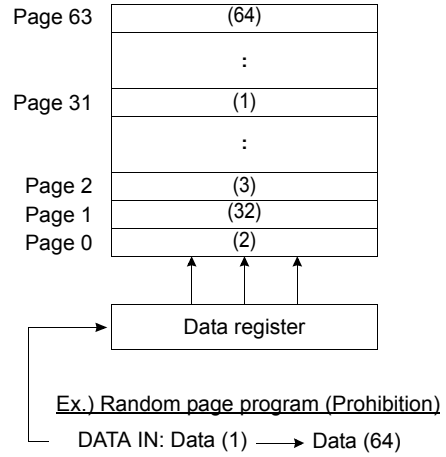 Page 63 (64)
:
Page 31 (1)
:
Page 2 (3)
Page 1 (32)
Page 0 (2)
Data register
Ex.) Random page program (Prohibition)
DATA IN: Data (1) Data (64)